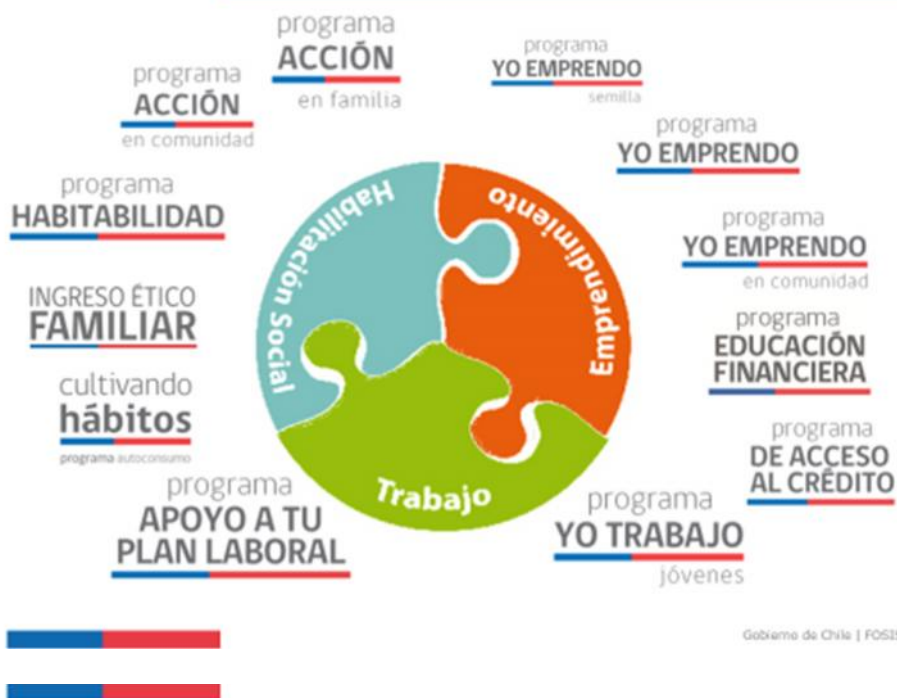 programa
ACCIÓN
en familia
programa
YO EMPRENDO
semilla
programa
ACCIÓN
en comunidad
programa
YO EMPRENDO
programa
HABITABILIDAD
programa
YO EMPRENDO
en comunidad
INGRESO ÉTICO
FAMILIAR
programa
EDUCACIÓN
FINANCIERA
cultivando
hábitos
programa autoconsumo
programa
DE ACCESO
AL CRÉDITO
Habilitación Social
Emprendimiento
Trabajo
programa
APOYO A TU
PLAN LABORAL
programa
YO TRABAJO
jóvenes
Gobierno de Chile | FOSIS